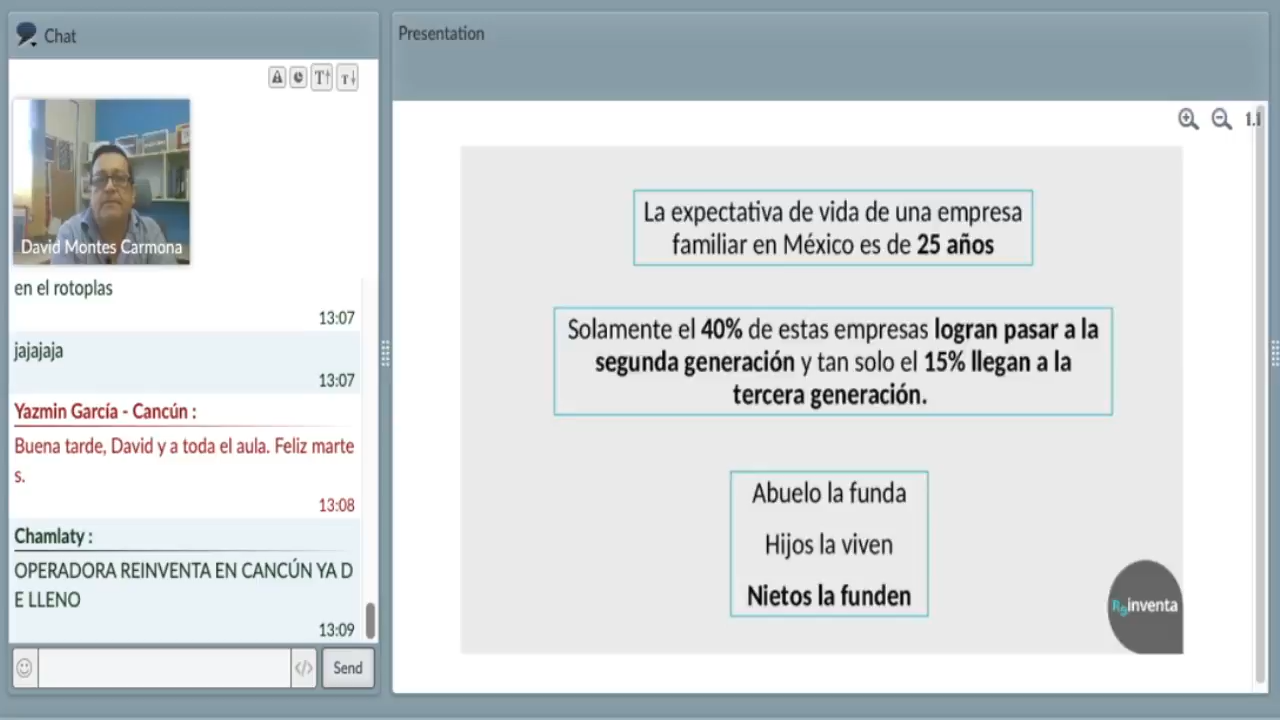 Chat
David Montes Carmona
en el rotoplas
13:07
jajajaja
13:07
Yazmin García - Cancún :
Buena tarde, David y a toda el aula. Feliz marte
s.
13:08
Chamlaty :
OPERADORA REINVENTA EN CANCÚN YA D
E LLENO
13:09
Send
Presentation
1.1
La expectativa de vida de una empresa
familiar en México es de 25 años
Solamente el 40% de estas empresas logran pasar a la
segunda generación y tan solo el 15% llegan a la
tercera generación.
Abuelo la funda
Hijos la viven
Nietos la funden
Reinventa